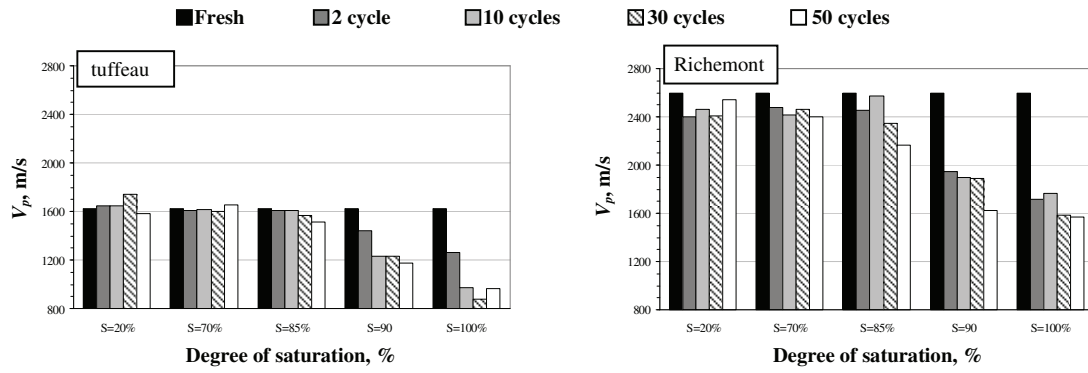 Fresh 2 cycle 10 cycles 30 cycles 50 cycles
tuffeau
2800
2400
2000
1600
1200
800
Vp, m/s
S=20% S=70% S=85% S=90 S=100%
Degree of saturation, %
Richemont
2800
2400
2000
1600
1200
800
Vp, m/s
S=20% S=70% S=85% S=90 S=100%
Degree of saturation, %